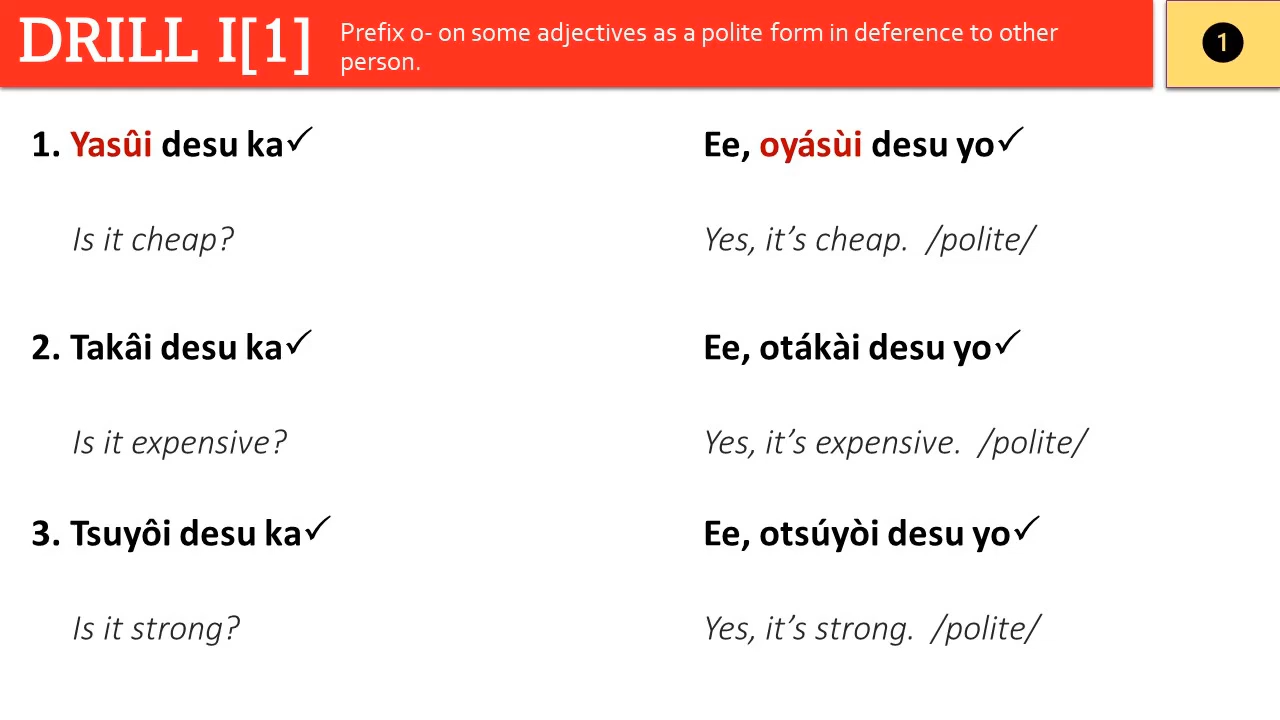 DRILL I[1]
Prefix o- on some adjectives as a polite form in deference to other
person.
1
1. Yasûi desu ka✓
Ee, oyásùi desu yo✓
Is it cheap?
Yes, it’s cheap. /polite/
2. Takâi desu ka✓
Ee, otákài desu yo✓
Is it expensive?
Yes, it’s expensive. /polite/
3. Tsuyôi desu ka✓
Ee, otsúyòi desu yo✓
Is it strong?
Yes, it’s strong. /polite/